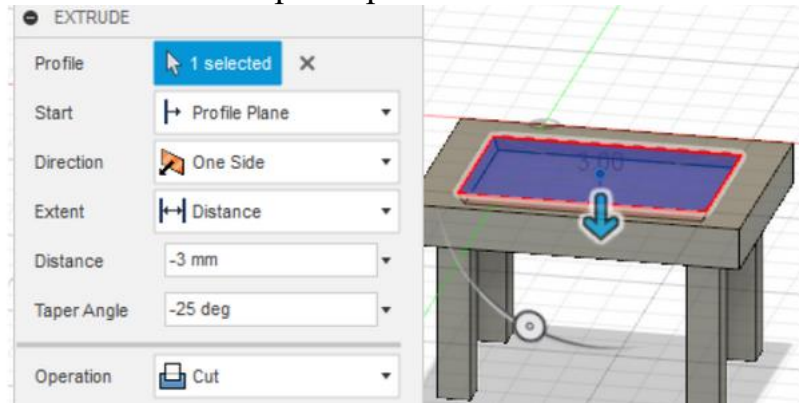 EXTRUDE
Profile 1 selected
Start Profile Plane
Direction One Side
Extent Distance
Distance -3 mm
Taper Angle -25 deg
Operation Cut
3.00